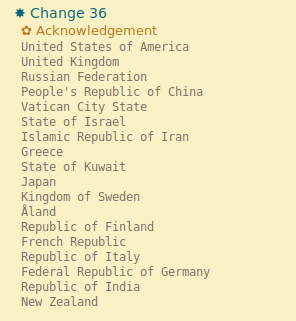 ✸ Change 36
✿ Acknowledgement
United States of America
United Kingdom
Russian Federation
People's Republic of China
Vatican City State
State of Israel
Islamic Republic of Iran
Greece
State of Kuwait
Japan
Kingdom of Sweden
Åland
Republic of Finland
French Republic
Republic of Italy
Federal Republic of Germany
Republic of India
New Zealand